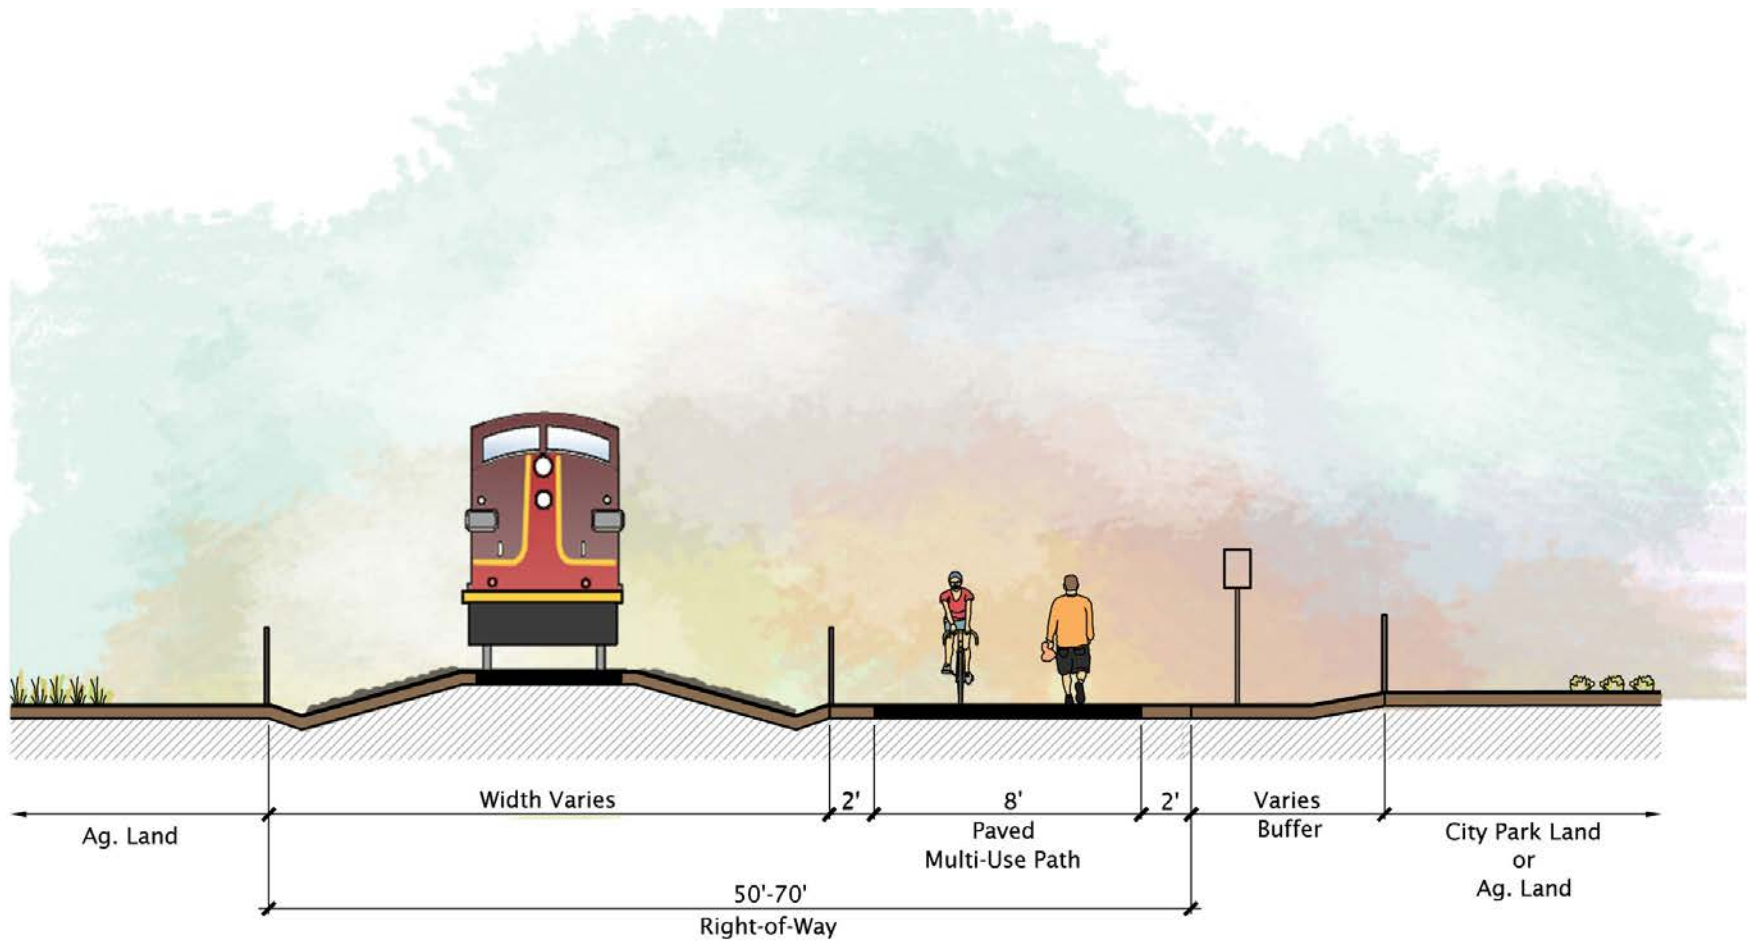 Width Varies
2'
8'
2'
Varies
Ag. Land
Paved
Multi-Use Path
Buffer
City Park Land
or
Ag. Land
50'-70'
Right-of-Way